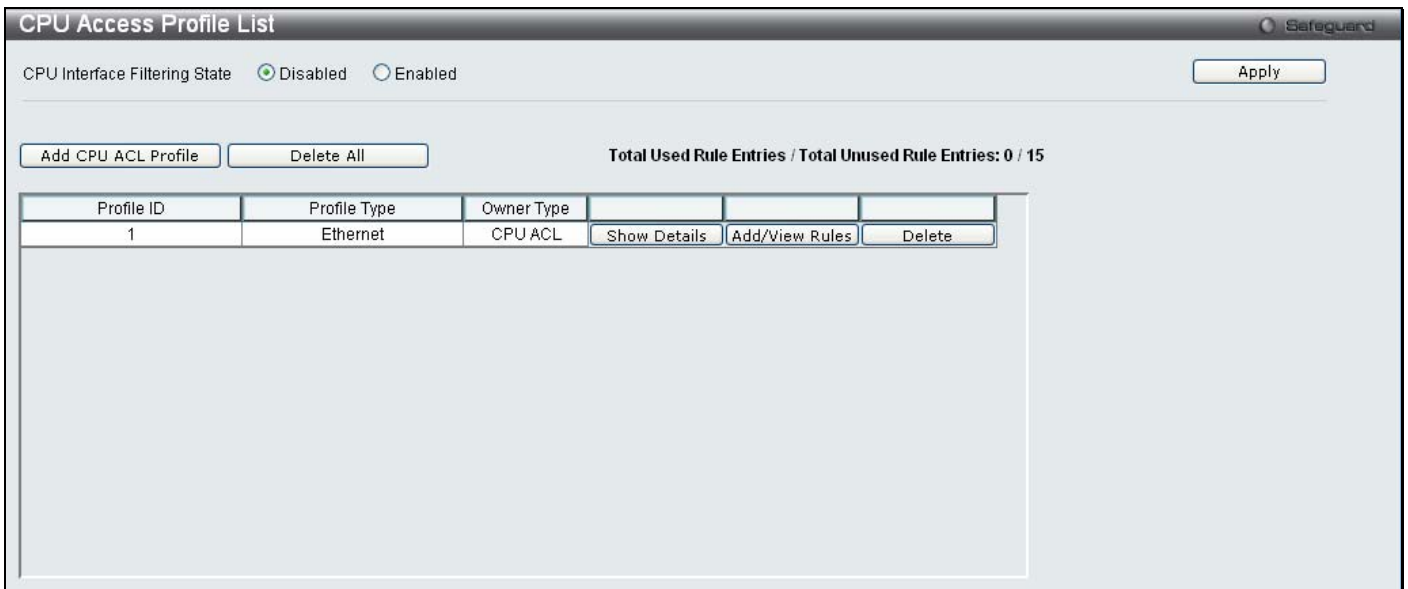 CPU Access Profile List
Safeguard
CPU Interface Filtering State Disabled Enabled Apply
Add CPU ACL Profile Delete All Total Used Rule Entries / Total Unused Rule Entries: 0 / 15
Profile ID Profile Type Owner Type
1 Ethernet CPU ACL Show Details Add/View Rules Delete